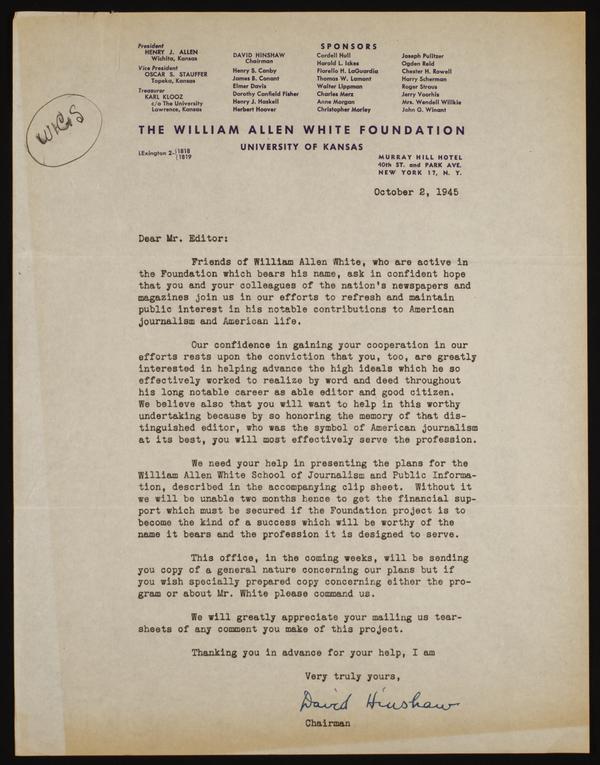 President
HENRY J. ALLEN
Wichita, Kansas
Vice President
OSCAR S. STAUFFER
Topeka, Kansas
Treasurer
KARL KLOOZ
c/o The University
Lawrence, Kansas
SPONSORS
DAVID HINSHAW
Chairman
Henry S. Canby
James B. Conant
Elmer Davis
Dorothy Canfield Fisher
Henry J. Haskell
Herbert Hoover
Cordell Hull
Harold L. Ickes
Fiorello H. LaGuardia
Thomas W. Lamont
Walter Lippman
Charles Merz
Anne Morgan
Christopher Morley
Joseph Pulitzer
Ogden Reid
Chester H. Rowell
Harry Scherman
Roger Straus
Jerry Voorhis
Mrs. Wendell Willkie
John G. Winant
THE WILLIAM ALLEN WHITE FOUNDATION
UNIVERSITY OF KANSAS
LExington 2-{1818
{1819
MURRAY HILL HOTEL
40th ST. and PARK AVE.
NEW YORK 17, N. Y.
October 2, 1945
Dear Mr. Editor:
Friends of William Allen White, who are active in
the Foundation which bears his name, ask in confident hope
that you and your colleagues of the nation's newspapers and
magazines join us in our efforts to refresh and maintain
public interest in his notable contributions to American
journalism and American life.
Our confidence in gaining your cooperation in our
efforts rests upon the conviction that you, too, are greatly
interested in helping advance the high ideals which he so
effectively worked to realize by word and deed throughout
his long notable career as able editor and good citizen.
We believe also that you will want to help in this worthy
undertaking because by so honoring the memory of that dis-
tinguished editor, who was the symbol of American journalism
at its best, you will most effectively serve the profession.
We need your help in presenting the plans for the
William Allen White School of Journalism and Public Informa-
tion, described in the accompanying clip sheet. Without it
we will be unable two months hence to get the financial sup-
port which must be secured if the Foundation project is to
become the kind of a success which will be worthy of the
name it bears and the profession it is designed to serve.
This office, in the coming weeks, will be sending
you copy of a general nature concerning our plans but if
you wish specially prepared copy concerning either the pro-
gram or about Mr. White please command us.
We will greatly appreciate your mailing us tear-
sheets of any comment you make of this project.
Thanking you in advance for your help, I am
Very truly yours,
David Hinshaw
Chairman